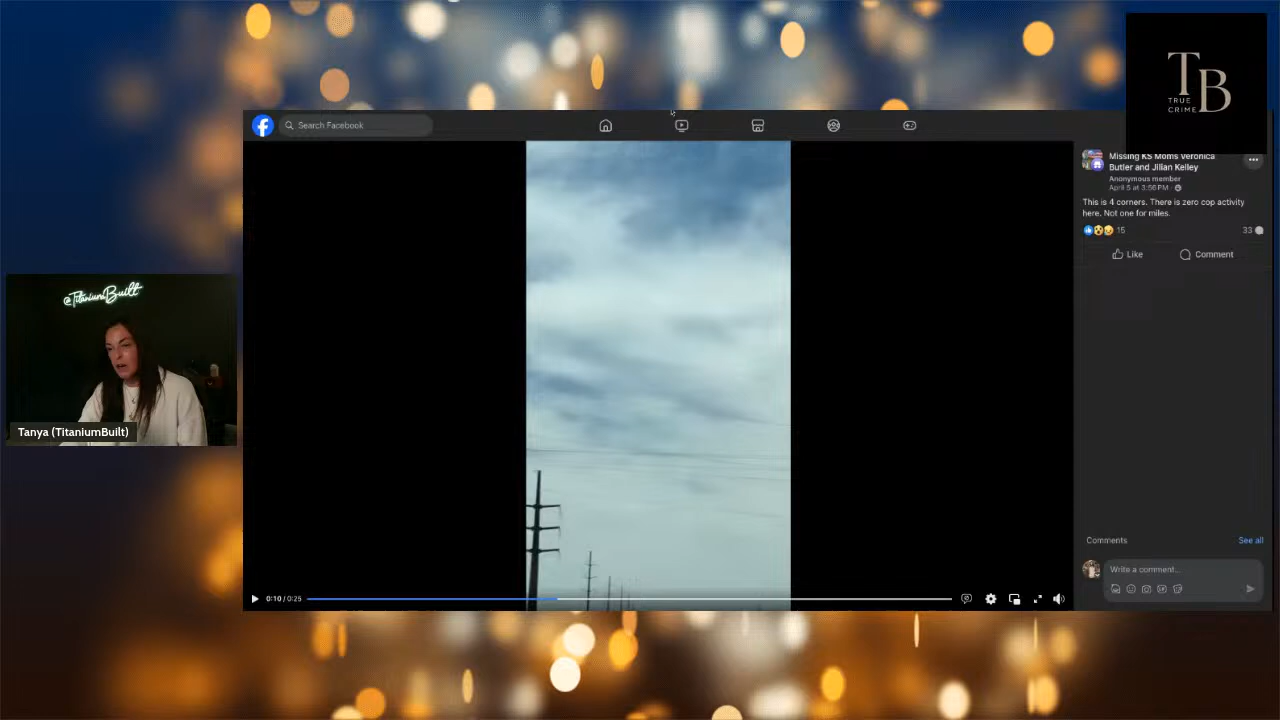 TB
TRUE
CRIME
Search Facebook
Missing KS Moms Veronica
Butler and Jilian Kelley
Anonymous member
April 5 at 3:56 PM
This is 4 corners. There is zero cop activity
here. Not one for miles.
15
33
Like
Comment
@TitaniumBuilt
Tanya (TitaniumBuilt)
Comments
See all
Write a comment...
0:10 / 0:25